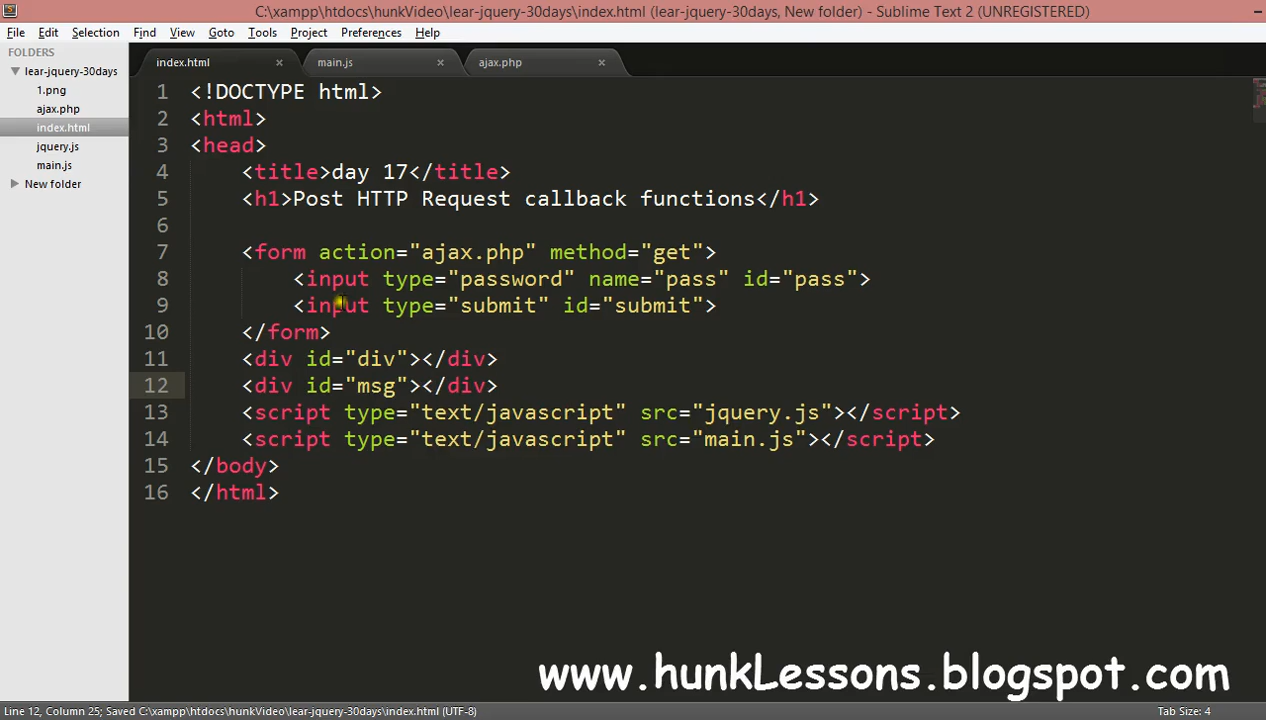 C:\xampp\htdocs\hunkVideo\lear-jquery-30days\index.html (lear-jquery-30days, New folder) - Sublime Text 2 (UNREGISTERED)
File Edit Selection Find View Goto Tools Project Preferences Help
FOLDERS
lear-jquery-30days
1.png
ajax.php
index.html
jquery.js
main.js
New folder
index.html × main.js × ajax.php ×
1 <!DOCTYPE html>
2 <html>
3 <head>
4 <title>day 17</title>
5 <h1>Post HTTP Request callback functions</h1>
6
7 <form action="ajax.php" method="get">
8 <input type="password" name="pass" id="pass">
9 <input type="submit" id="submit">
10 </form>
11 <div id="div"></div>
12 <div id="msg"></div>
13 <script type="text/javascript" src="jquery.js"></script>
14 <script type="text/javascript" src="main.js"></script>
15 </body>
16 </html>
www.hunkLessons.blogspot.com
Line 12, Column 25; Saved C:\xampp\htdocs\hunkVideo\lear-jquery-30days\index.html (UTF-8) Tab Size: 4